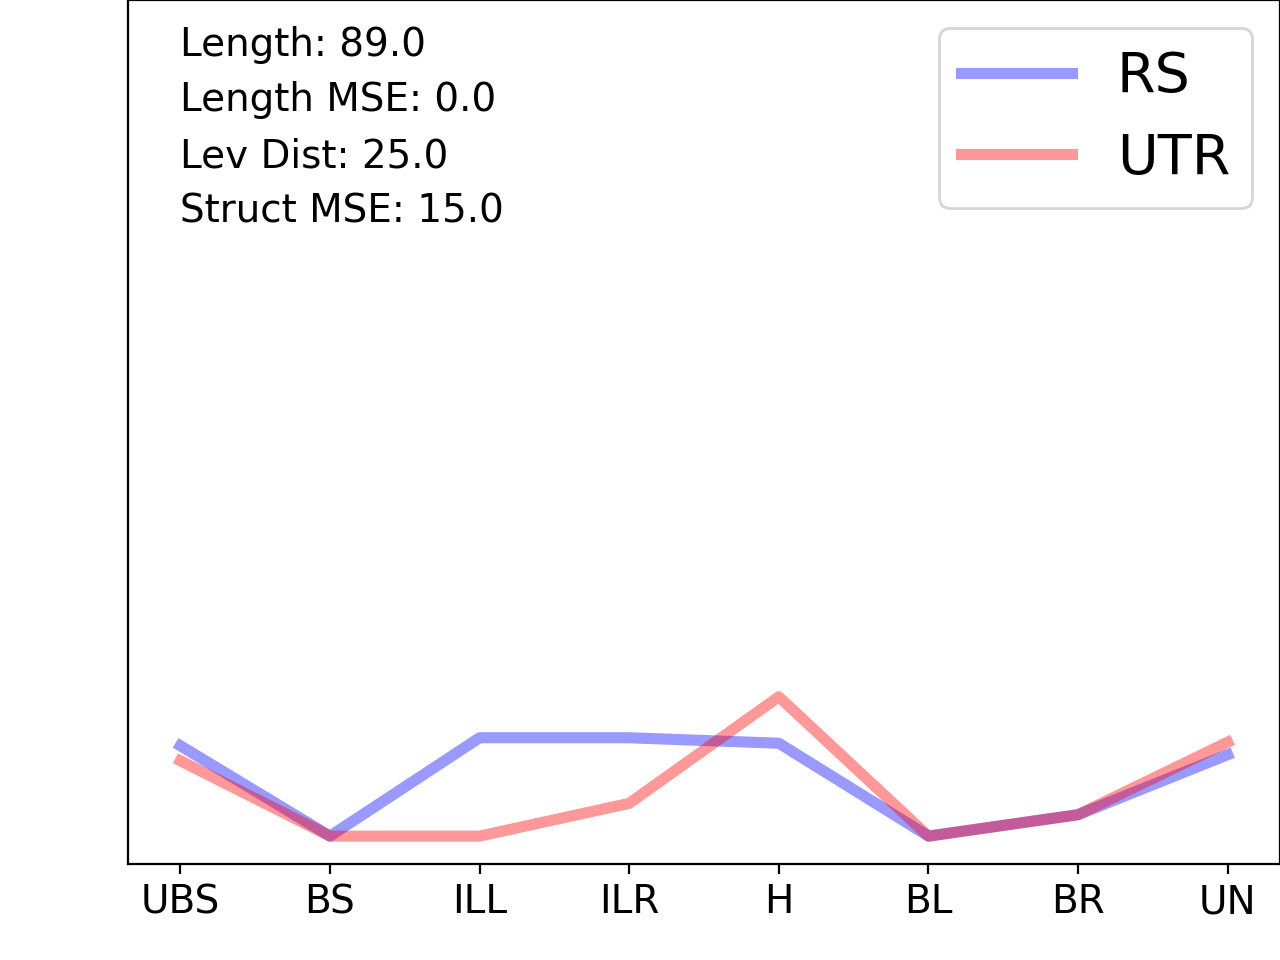 Length: 89.0
Length MSE: 0.0
Lev Dist: 25.0
Struct MSE: 15.0
RS
UTR
UBS BS ILL ILR H BL BR UN